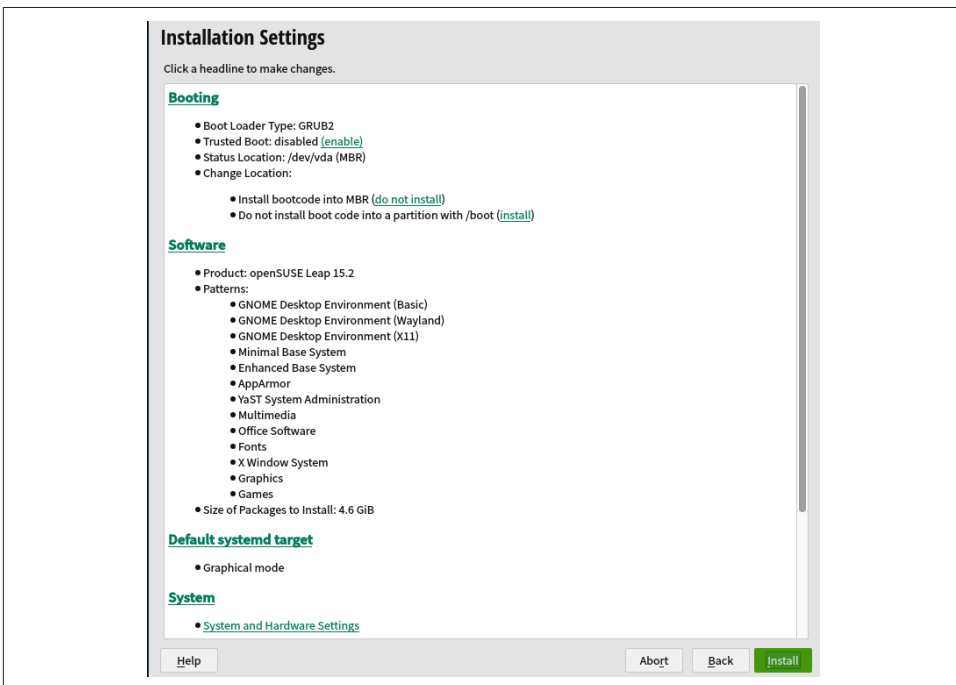 Installation Settings
Click a headline to make changes.
Booting
● Boot Loader Type: GRUB2
● Trusted Boot: disabled (enable)
● Status Location: /dev/vda (MBR)
● Change Location:
● Install bootcode into MBR (do not install)
● Do not install boot code into a partition with /boot (install)
Software
● Product: openSUSE Leap 15.2
● Patterns:
● GNOME Desktop Environment (Basic)
● GNOME Desktop Environment (Wayland)
● GNOME Desktop Environment (X11)
● Minimal Base System
● Enhanced Base System
● AppArmor
● YaST System Administration
● Multimedia
● Office Software
● Fonts
● X Window System
● Graphics
● Games
● Size of Packages to Install: 4.6 GiB
Default systemd target
● Graphical mode
System
● System and Hardware Settings
Help Abort Back Install